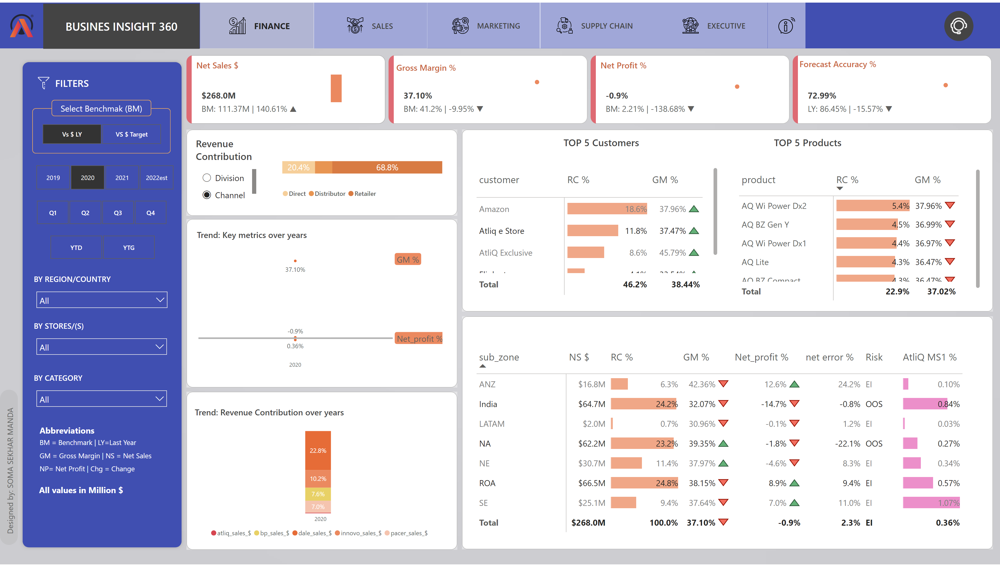 BUSINES INSIGHT 360
FINANCE
SALES
MARKETING
SUPPLY CHAIN
EXECUTIVE
FILTERS
Select Benchmak (BM)
Vs $ LY
VS $ Target
2019
2020
2021
2022est
Q1
Q2
Q3
Q4
YTD
YTG
BY REGION/COUNTRY
All
BY STORES/(S)
All
BY CATEGORY
All
Abbreviations
BM = Benchmark | LY=Last Year
GM = Gross Margin | NS = Net Sales
NP= Net Profit | Chg = Change
All values in Million $
Designed by: SOMA SEKHAR MANDA
Net Sales $
$268.0M
BM: 111.37M | 140.61% ▲
Gross Margin %
37.10%
BM: 41.2% | -9.95% ▼
Net Profit %
-0.9%
BM: 2.21% | -138.68% ▼
Forecast Accuracy %
72.99%
LY: 86.45% | -15.57% ▼
Revenue
Contribution
Division
Channel
20.4%
68.8%
Direct Distributor Retailer
Trend: Key metrics over years
GM %
37.10%
-0.9%
Net_profit %
0.36%
2020
Trend: Revenue Contribution over years
22.8%
10.2%
7.6%
7.0%
2020
atliq_sales_$ bp_sales_$ dale_sales_$ innovo_sales_$ pacer_sales_$
TOP 5 Customers
customer RC % GM %
Amazon 18.6% 37.96%
Atliq e Store 11.8% 37.47%
AtliQ Exclusive 8.6% 45.79%
Total 46.2% 38.44%
TOP 5 Products
product RC % GM %
AQ Wi Power Dx2 5.4% 37.96%
AQ BZ Gen Y 4.5% 36.99%
AQ Wi Power Dx1 4.4% 36.97%
AQ Lite 4.3% 36.47%
AQ BZ Compact 4.3% 36.47%
Total 22.9% 37.02%
sub_zone NS $ RC % GM % Net_profit % net error % Risk AtliQ MS1 %
ANZ $16.8M 6.3% 42.36% 12.6% 24.2% EI 0.10%
India $64.7M 24.2% 32.07% -14.7% -0.8% OOS 0.84%
LATAM $2.0M 0.7% 30.96% -0.1% 1.2% EI 0.03%
NA $62.2M 23.2% 39.35% -1.8% -22.1% OOS 0.27%
NE $30.7M 11.4% 37.97% -4.6% 8.3% EI 0.34%
ROA $66.5M 24.8% 38.15% 8.9% 9.4% EI 0.57%
SE $25.1M 9.4% 37.64% 7.0% 11.0% EI 1.07%
Total $268.0M 100.0% 37.10% -0.9% 2.3% EI 0.36%